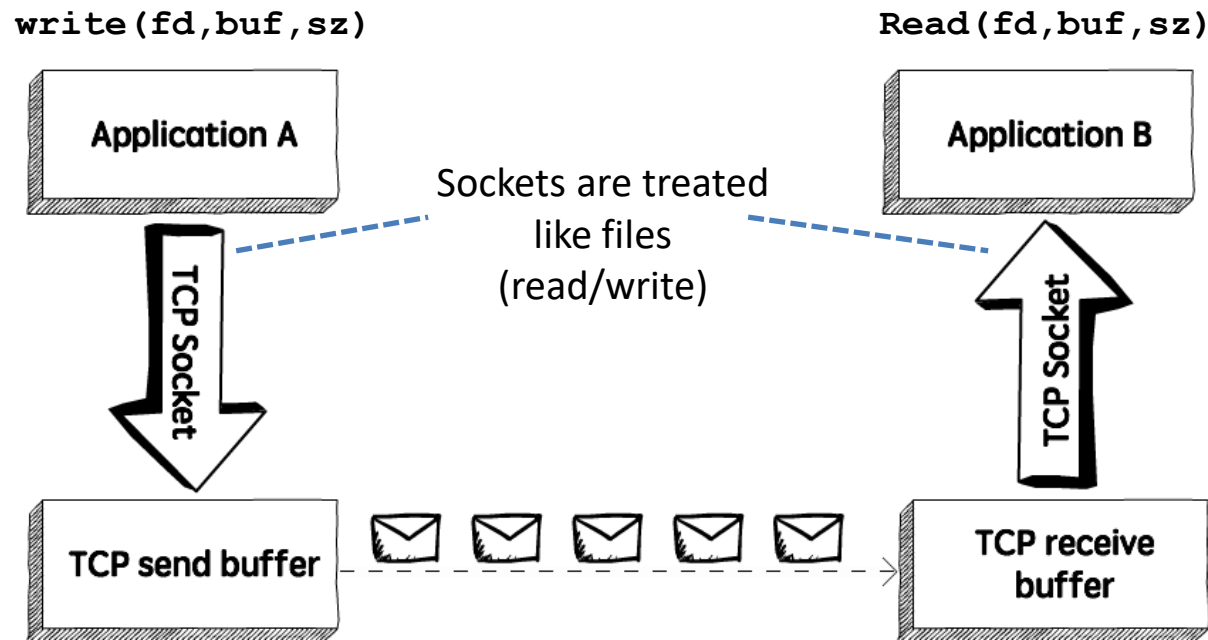 write(fd,buf,sz)
Read(fd,buf,sz)
Application A
Application B
Sockets are treated
like files
(read/write)
TCP Socket
TCP Socket
TCP send buffer
TCP receive
buffer